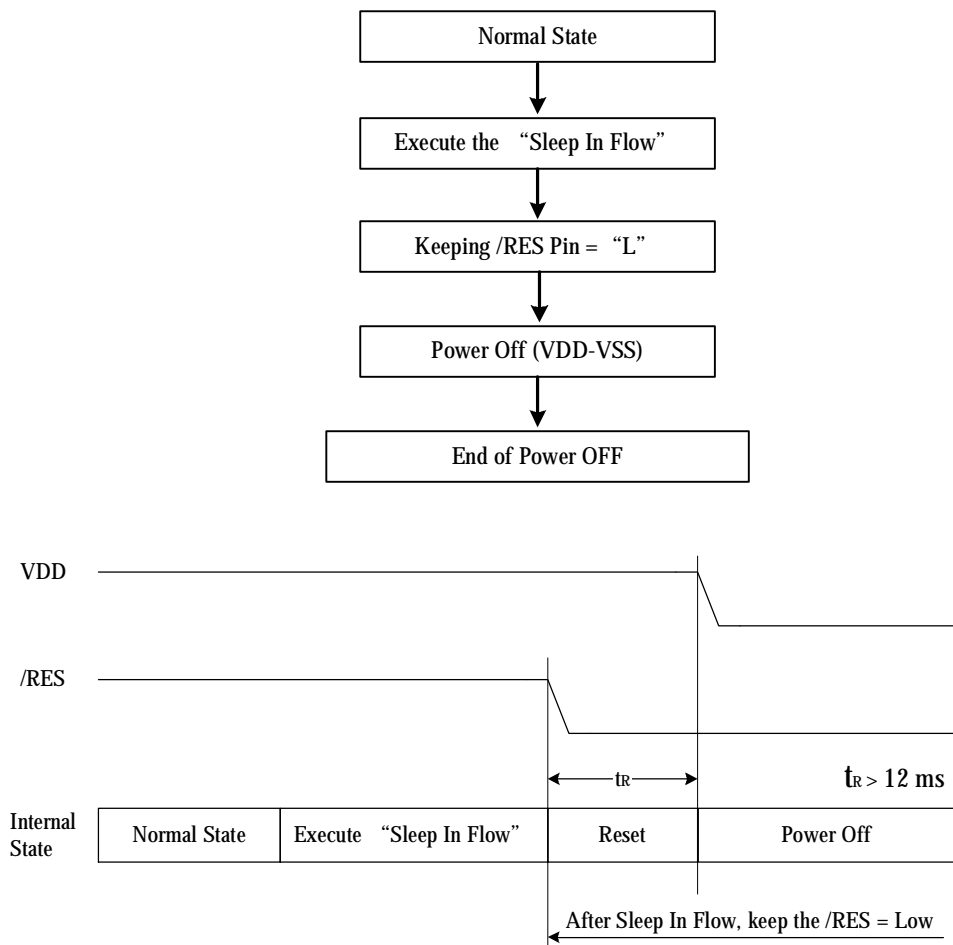 Normal State
Execute the “Sleep In Flow”
Keeping /RES Pin = “L”
Power Off (VDD-VSS)
End of Power OFF
VDD
/RES
tR
tR > 12 ms
Internal
State
Normal State
Execute “Sleep In Flow”
Reset
Power Off
After Sleep In Flow, keep the /RES = Low